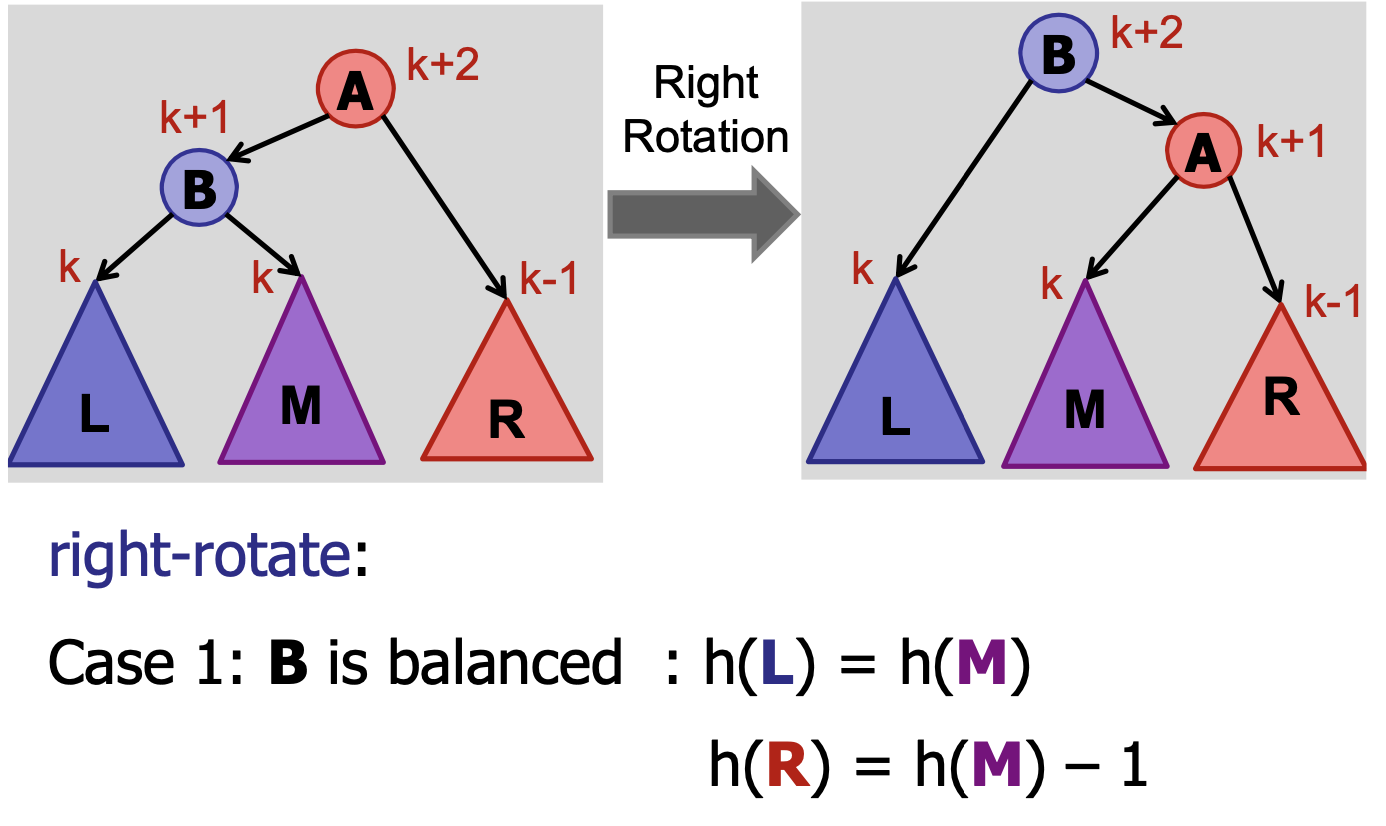 A
k+2
k+1
B
k
k
k-1
L
M
R
Right
Rotation
B
k+2
A
k+1
k
k
k-1
L
M
R
right-rotate:
Case 1: B is balanced : h(L) = h(M)
h(R) = h(M) – 1